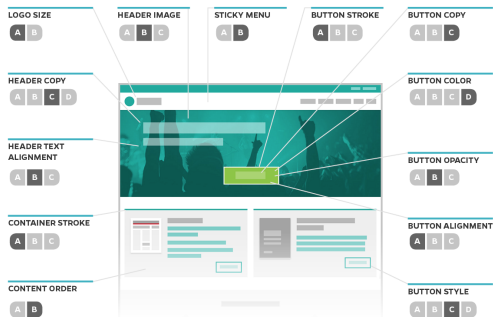 LOGO SIZE
A B
HEADER IMAGE
A B C
STICKY MENU
A B
BUTTON STROKE
A B C
BUTTON COPY
A B C
HEADER COPY
A B C D
BUTTON COLOR
A B C D
HEADER TEXT
ALIGNMENT
A B C
BUTTON OPACITY
A B C
CONTAINER STROKE
A B C
BUTTON ALIGNMENT
A B C
CONTENT ORDER
A B
BUTTON STYLE
A B C D